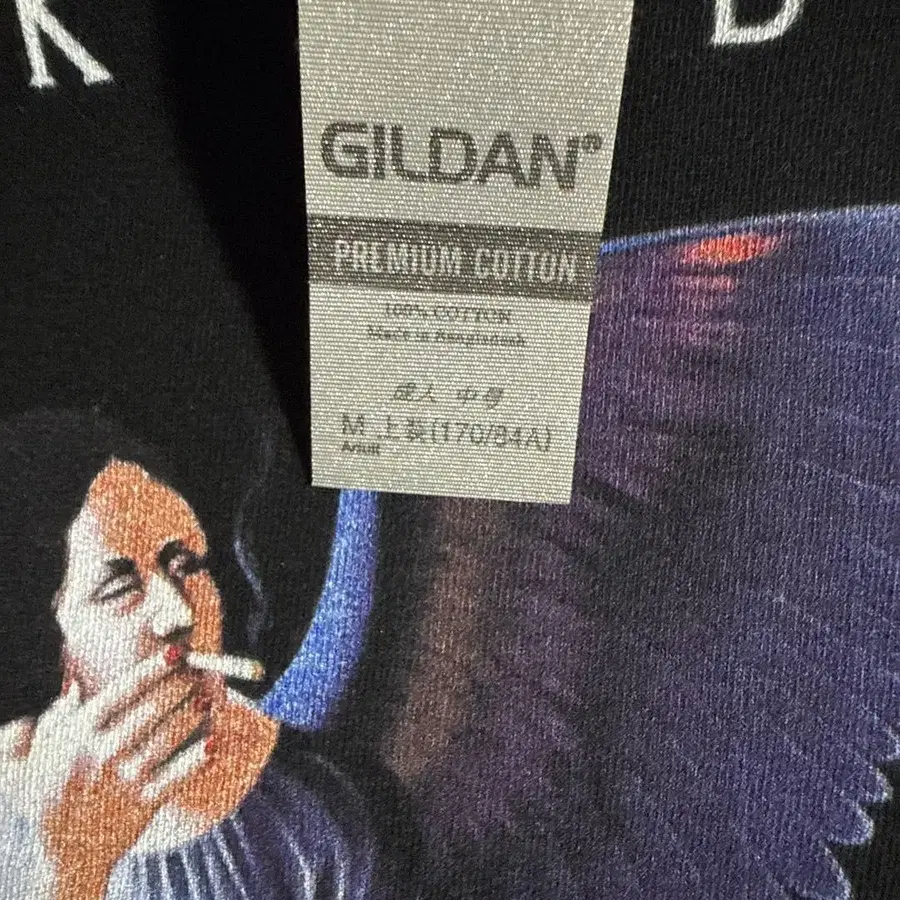 K D
GILDAN®
PREMIUM COTTON
100% COTTON
Made in Bangladesh
成人 中号
M 上装(170/84A)
Adult